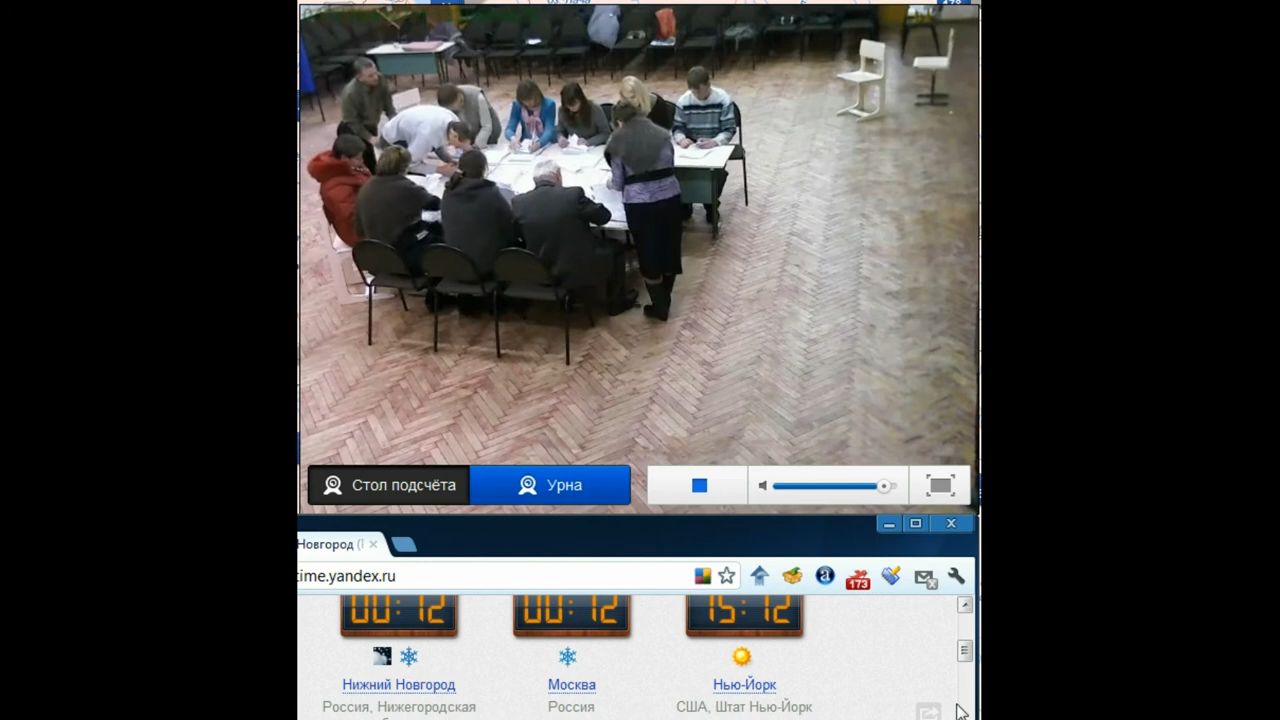 Стол подсчёта
Урна
Новгород (
time.yandex.ru
173
00:12
00:12
15:12
Нижний Новгород
Москва
Нью-Йорк
Россия, Нижегородская
Россия
США, Штат Нью-Йорк